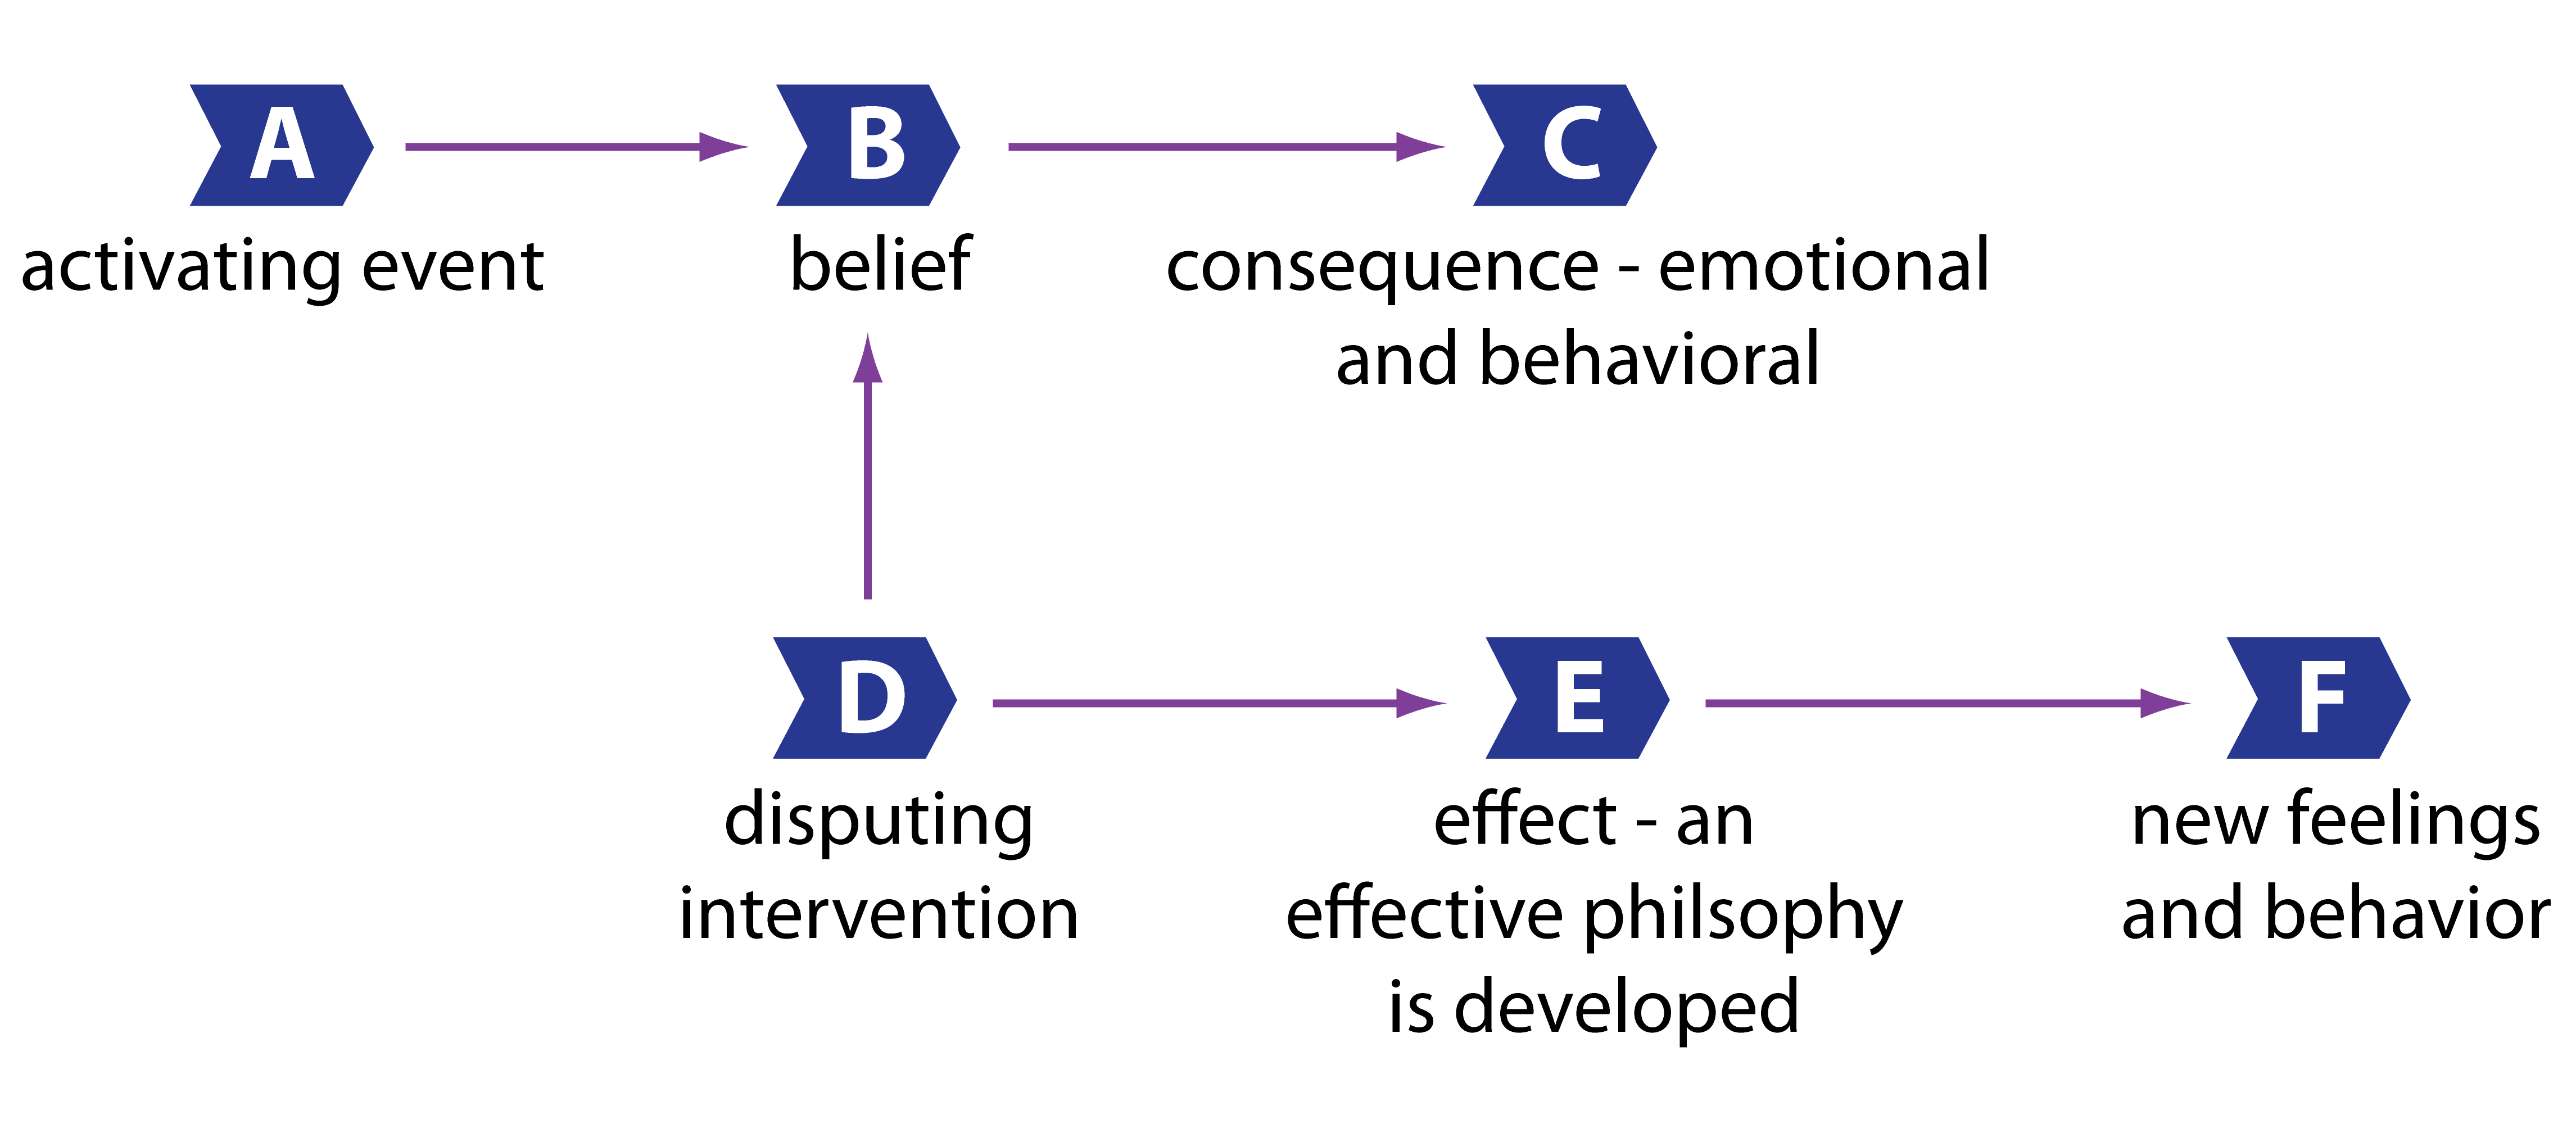 A
B
C
activating event
belief
consequence - emotional
and behavioral
D
E
F
disputing
intervention
effect - an
effective philsophy
is developed
new feelings
and behavior